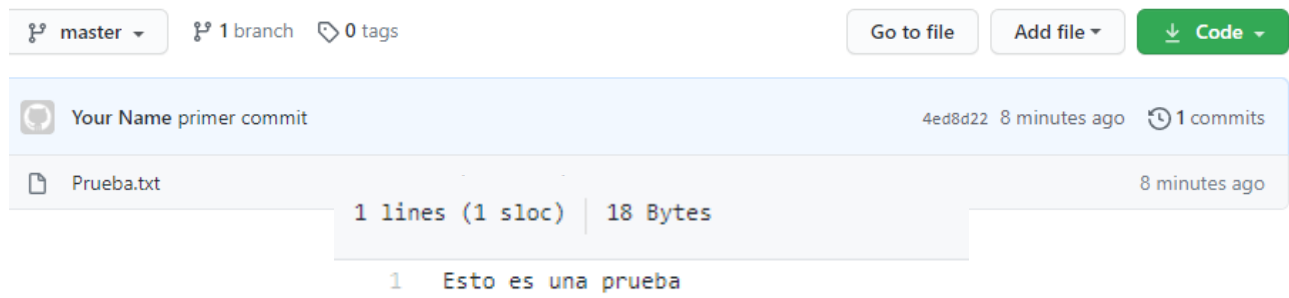 master 1 branch 0 tags Go to file Add file Code
Your Name primer commit 4ed8d22 8 minutes ago 1 commits
Prueba.txt 8 minutes ago
1 lines (1 sloc) 18 Bytes
1 Esto es una prueba